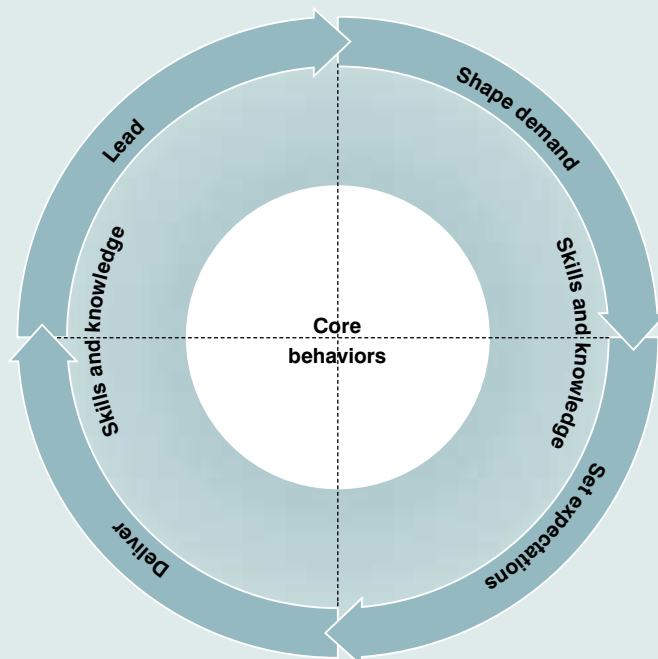 Lead
Shape demand
Skills and knowledge
Skills and knowledge
Core
behaviors
Deliver
Set expectations